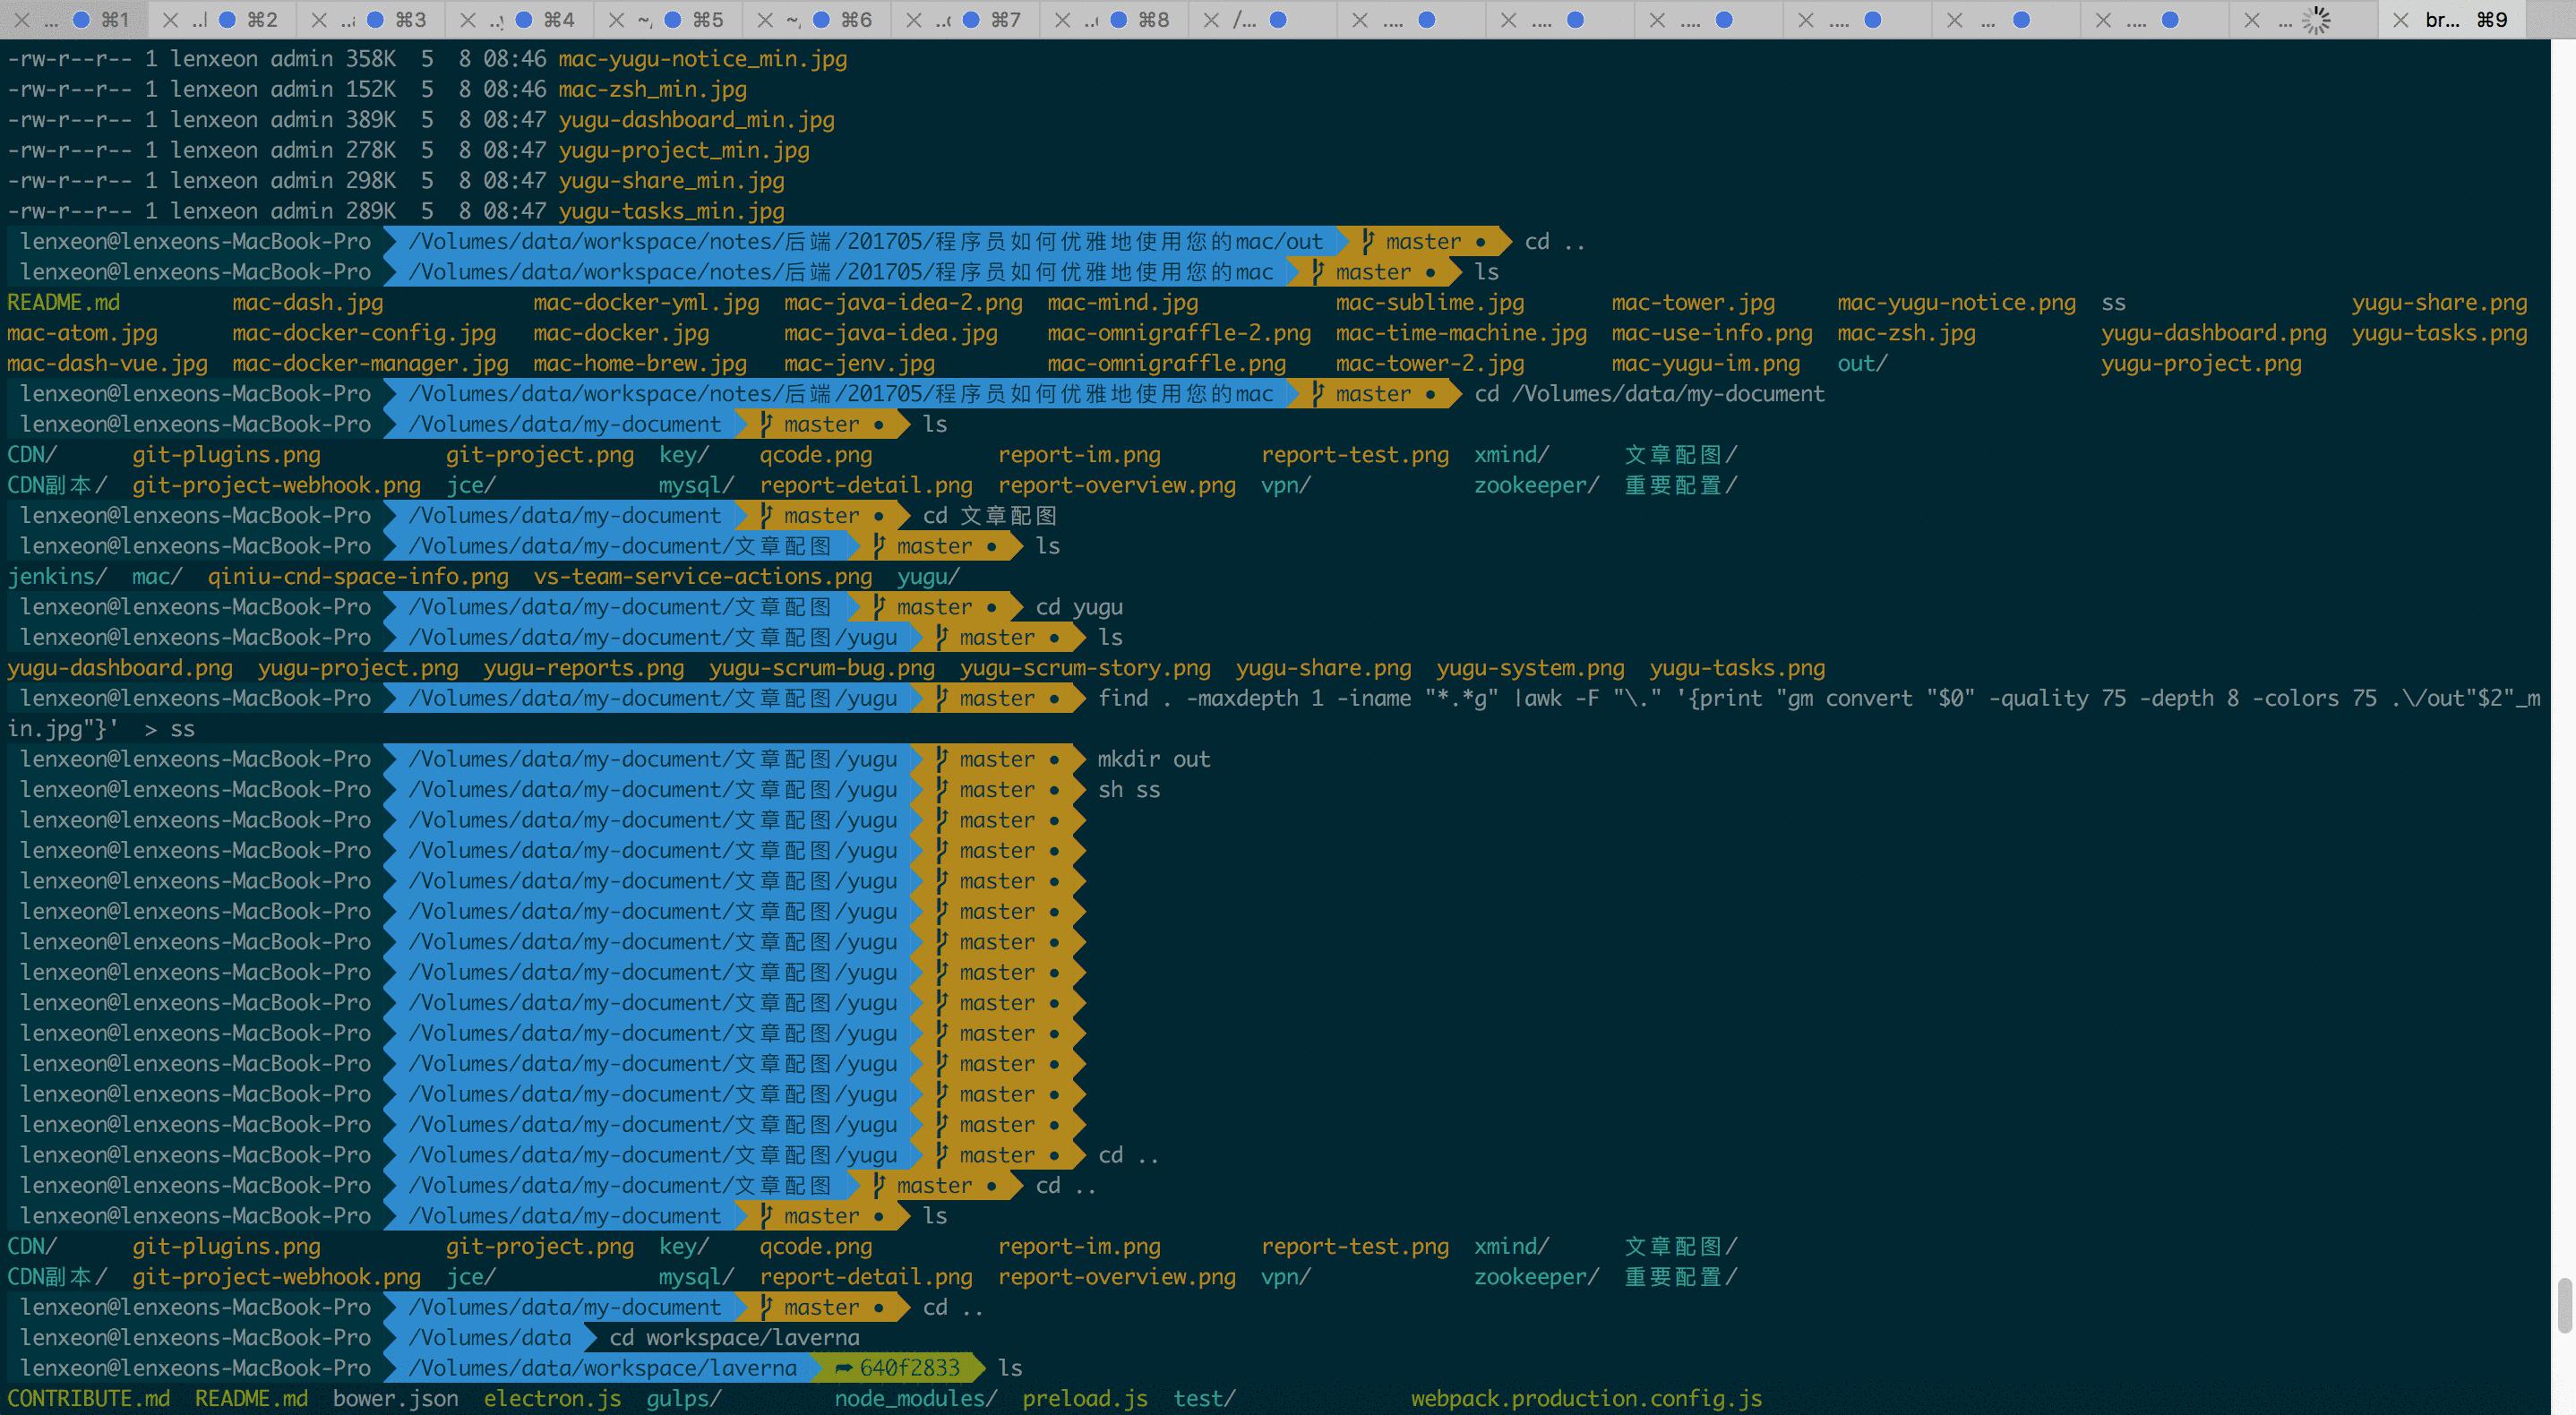 ... ⌘1 ..l ⌘2 ..a ⌘3 ..y ⌘4 ~, ⌘5 ~, ⌘6 ..( ⌘7 ..( ⌘8 /... .... .... .... .... ... .... ... br... ⌘9
-rw-r--r-- 1 lenxeon admin 358K  5  8 08:46 mac-yugu-notice_min.jpg
-rw-r--r-- 1 lenxeon admin 152K  5  8 08:46 mac-zsh_min.jpg
-rw-r--r-- 1 lenxeon admin 389K  5  8 08:47 yugu-dashboard_min.jpg
-rw-r--r-- 1 lenxeon admin 278K  5  8 08:47 yugu-project_min.jpg
-rw-r--r-- 1 lenxeon admin 298K  5  8 08:47 yugu-share_min.jpg
-rw-r--r-- 1 lenxeon admin 289K  5  8 08:47 yugu-tasks_min.jpg
lenxeon@lenxeons-MacBook-Pro /Volumes/data/workspace/notes/后端/201705/程序员如何优雅地使用您的mac/out master ● cd ..
lenxeon@lenxeons-MacBook-Pro /Volumes/data/workspace/notes/后端/201705/程序员如何优雅地使用您的mac master ● ls
README.md mac-dash.jpg mac-docker-yml.jpg mac-java-idea-2.png mac-mind.jpg mac-sublime.jpg mac-tower.jpg mac-yugu-notice.png ss yugu-share.png
mac-atom.jpg mac-docker-config.jpg mac-docker.jpg mac-java-idea.jpg mac-omnigraffle-2.png mac-time-machine.jpg mac-use-info.png mac-zsh.jpg yugu-dashboard.png yugu-tasks.png
mac-dash-vue.jpg mac-docker-manager.jpg mac-home-brew.jpg mac-jenv.jpg mac-omnigraffle.png mac-tower-2.jpg mac-yugu-im.png out/ yugu-project.png
lenxeon@lenxeons-MacBook-Pro /Volumes/data/workspace/notes/后端/201705/程序员如何优雅地使用您的mac master ● cd /Volumes/data/my-document
lenxeon@lenxeons-MacBook-Pro /Volumes/data/my-document master ● ls
CDN/ git-plugins.png git-project.png key/ qcode.png report-im.png report-test.png xmind/ 文章配图/
CDN副本/ git-project-webhook.png jce/ mysql/ report-detail.png report-overview.png vpn/ zookeeper/ 重要配置/
lenxeon@lenxeons-MacBook-Pro /Volumes/data/my-document master ● cd 文章配图
lenxeon@lenxeons-MacBook-Pro /Volumes/data/my-document/文章配图 master ● ls
jenkins/ mac/ qiniu-cnd-space-info.png vs-team-service-actions.png yugu/
lenxeon@lenxeons-MacBook-Pro /Volumes/data/my-document/文章配图 master ● cd yugu
lenxeon@lenxeons-MacBook-Pro /Volumes/data/my-document/文章配图/yugu master ● ls
yugu-dashboard.png yugu-project.png yugu-reports.png yugu-scrum-bug.png yugu-scrum-story.png yugu-share.png yugu-system.png yugu-tasks.png
lenxeon@lenxeons-MacBook-Pro /Volumes/data/my-document/文章配图/yugu master ● find . -maxdepth 1 -iname "*.*g" |awk -F "\." '{print "gm convert "$0" -quality 75 -depth 8 -colors 75 .\/out"$2"_m
in.jpg"}'  > ss
lenxeon@lenxeons-MacBook-Pro /Volumes/data/my-document/文章配图/yugu master ● mkdir out
lenxeon@lenxeons-MacBook-Pro /Volumes/data/my-document/文章配图/yugu master ● sh ss
lenxeon@lenxeons-MacBook-Pro /Volumes/data/my-document/文章配图/yugu master ●
lenxeon@lenxeons-MacBook-Pro /Volumes/data/my-document/文章配图/yugu master ●
lenxeon@lenxeons-MacBook-Pro /Volumes/data/my-document/文章配图/yugu master ●
lenxeon@lenxeons-MacBook-Pro /Volumes/data/my-document/文章配图/yugu master ●
lenxeon@lenxeons-MacBook-Pro /Volumes/data/my-document/文章配图/yugu master ●
lenxeon@lenxeons-MacBook-Pro /Volumes/data/my-document/文章配图/yugu master ●
lenxeon@lenxeons-MacBook-Pro /Volumes/data/my-document/文章配图/yugu master ●
lenxeon@lenxeons-MacBook-Pro /Volumes/data/my-document/文章配图/yugu master ●
lenxeon@lenxeons-MacBook-Pro /Volumes/data/my-document/文章配图/yugu master ●
lenxeon@lenxeons-MacBook-Pro /Volumes/data/my-document/文章配图/yugu master ●
lenxeon@lenxeons-MacBook-Pro /Volumes/data/my-document/文章配图/yugu master ●
lenxeon@lenxeons-MacBook-Pro /Volumes/data/my-document/文章配图/yugu master ● cd ..
lenxeon@lenxeons-MacBook-Pro /Volumes/data/my-document/文章配图 master ● cd ..
lenxeon@lenxeons-MacBook-Pro /Volumes/data/my-document master ● ls
CDN/ git-plugins.png git-project.png key/ qcode.png report-im.png report-test.png xmind/ 文章配图/
CDN副本/ git-project-webhook.png jce/ mysql/ report-detail.png report-overview.png vpn/ zookeeper/ 重要配置/
lenxeon@lenxeons-MacBook-Pro /Volumes/data/my-document master ● cd ..
lenxeon@lenxeons-MacBook-Pro /Volumes/data cd workspace/laverna
lenxeon@lenxeons-MacBook-Pro /Volumes/data/workspace/laverna ➦ 640f2833 ls
CONTRIBUTE.md README.md bower.json electron.js gulps/ node_modules/ preload.js test/ webpack.production.config.js